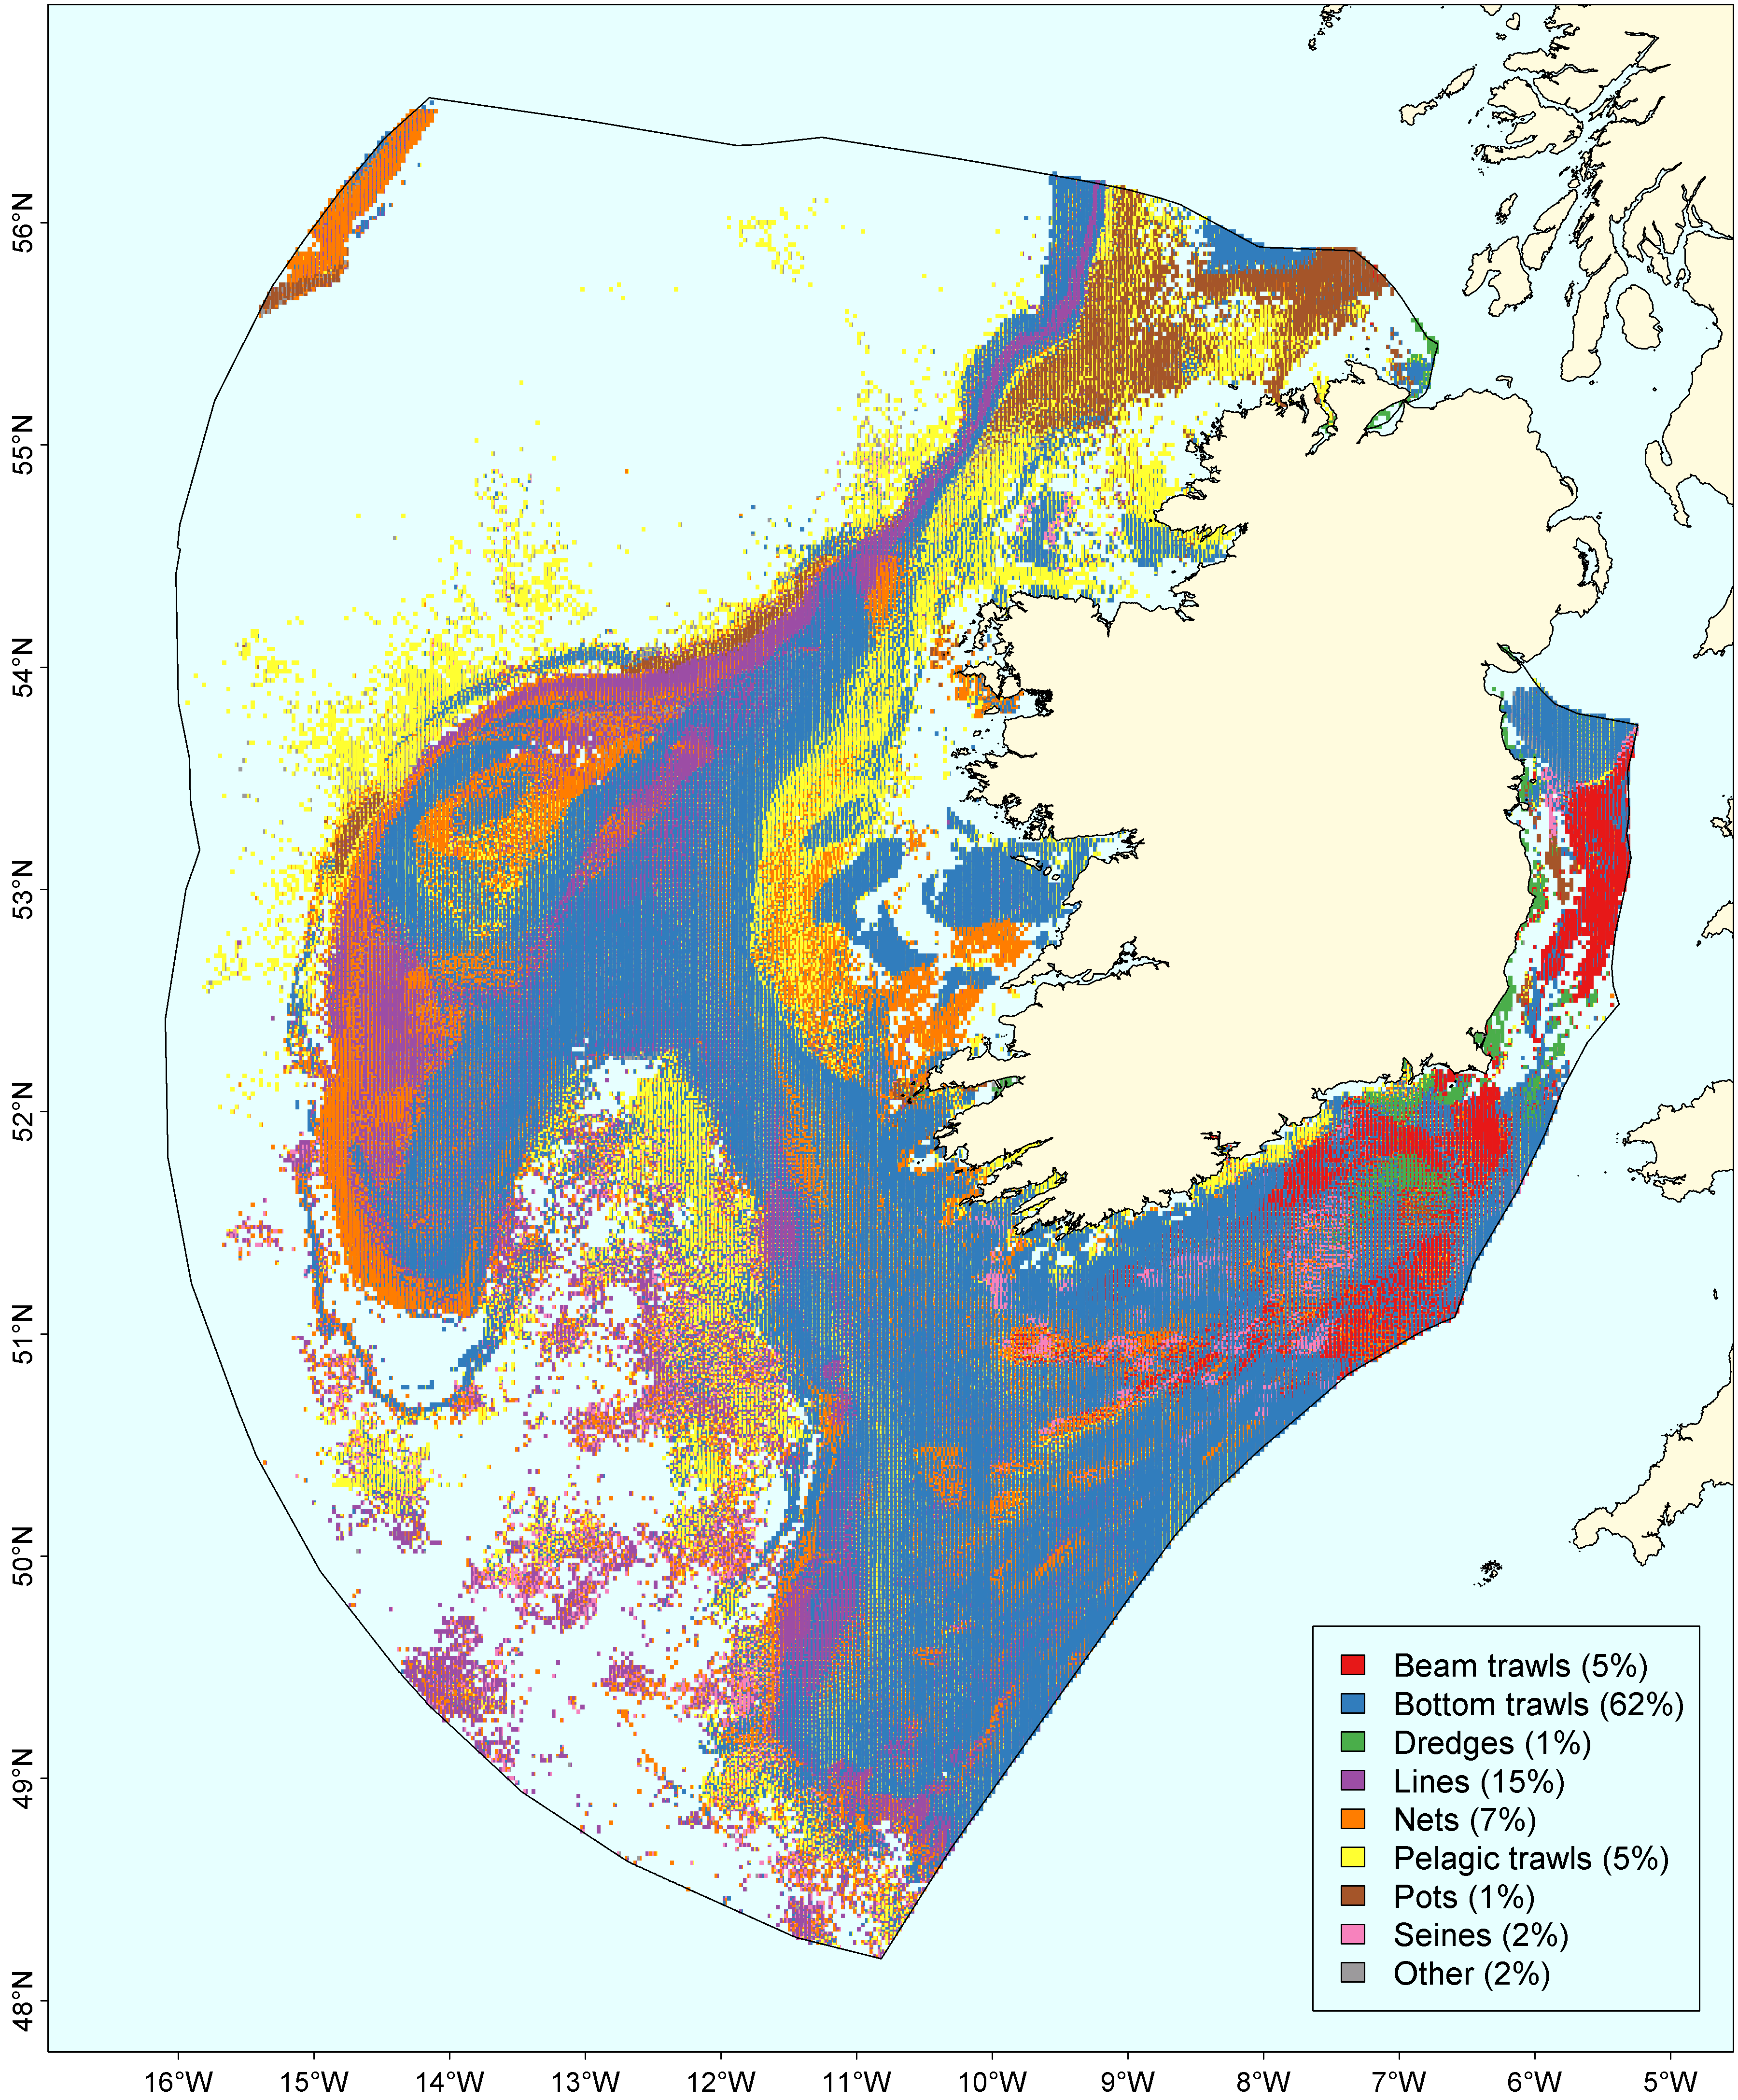 56°N
55°N
54°N
53°N
52°N
51°N
50°N
49°N
48°N
Beam trawls (5%)
Bottom trawls (62%)
Dredges (1%)
Lines (15%)
Nets (7%)
Pelagic trawls (5%)
Pots (1%)
Seines (2%)
Other (2%)
16°W 15°W 14°W 13°W 12°W 11°W 10°W 9°W 8°W 7°W 6°W 5°W